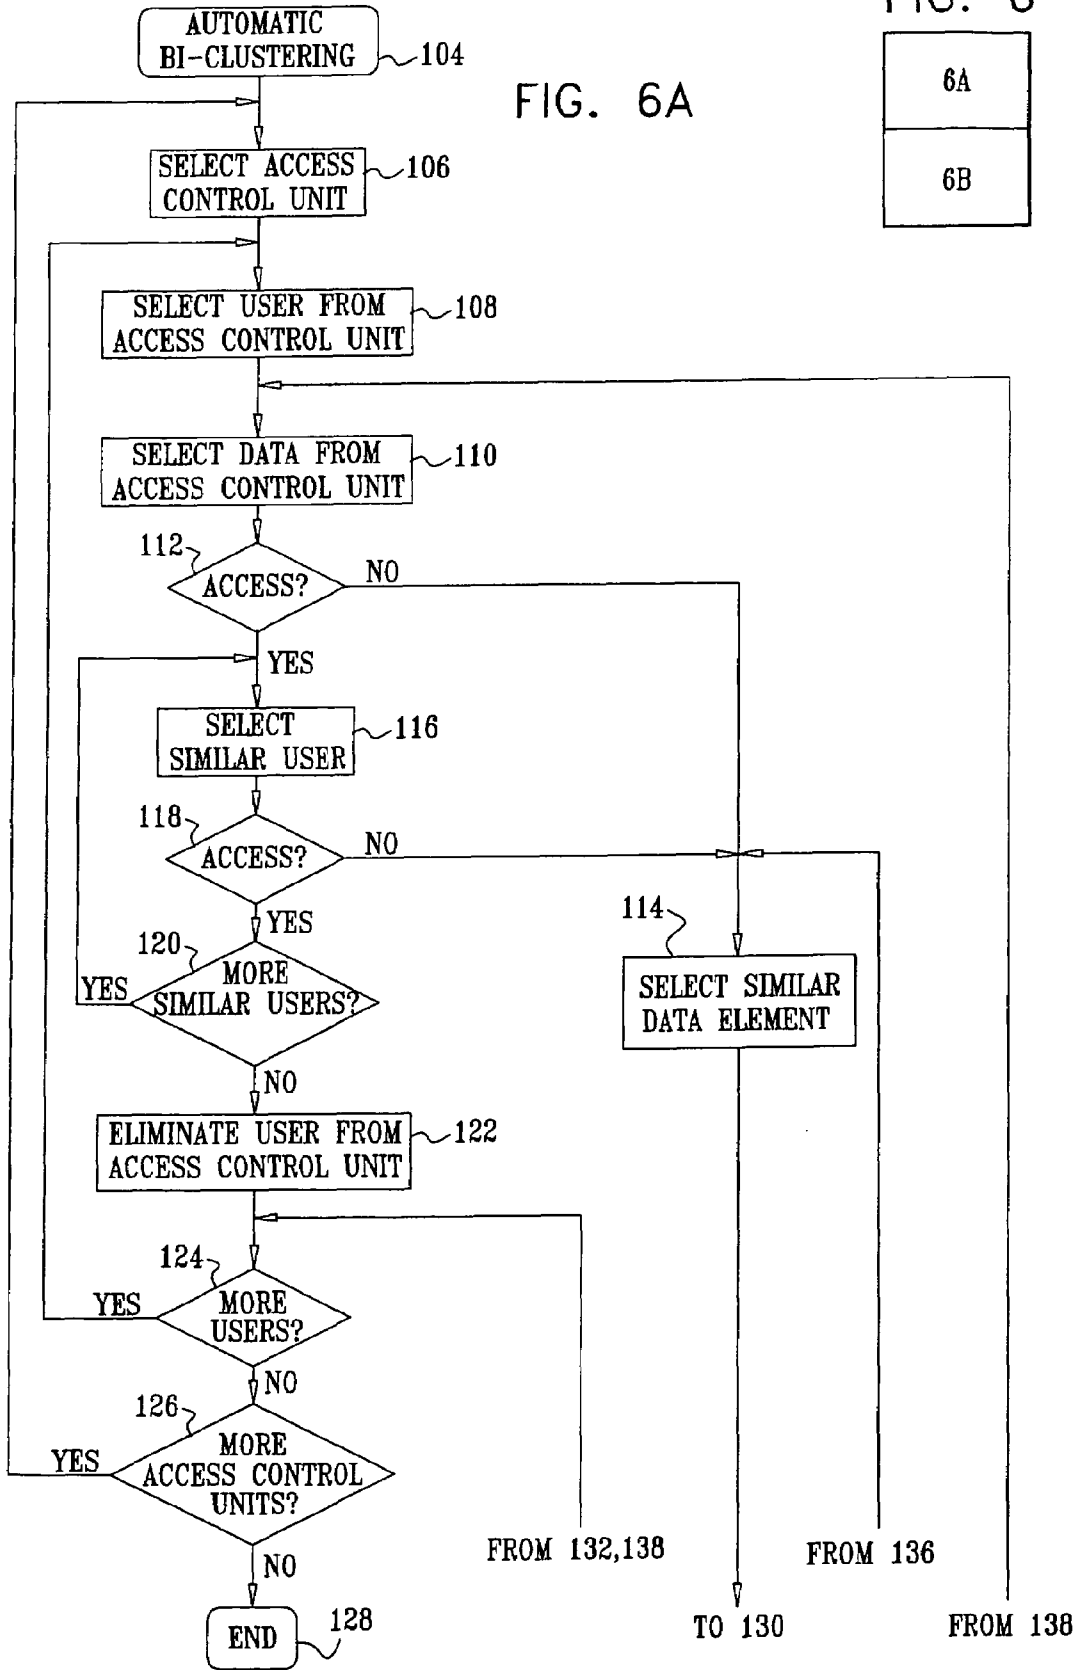 FIG. 6
6A
6B
FIG. 6A
AUTOMATIC
BI-CLUSTERING
104
SELECT ACCESS
CONTROL UNIT
106
SELECT USER FROM
ACCESS CONTROL UNIT
108
SELECT DATA FROM
ACCESS CONTROL UNIT
110
112
ACCESS?
NO
YES
SELECT
SIMILAR USER
116
118
ACCESS?
NO
YES
114
SELECT SIMILAR
DATA ELEMENT
120
MORE
SIMILAR USERS?
YES
NO
ELIMINATE USER FROM
ACCESS CONTROL UNIT
122
124
MORE
USERS?
YES
NO
126
MORE
ACCESS CONTROL
UNITS?
YES
NO
END
128
FROM 132,138
FROM 136
TO 130
FROM 138